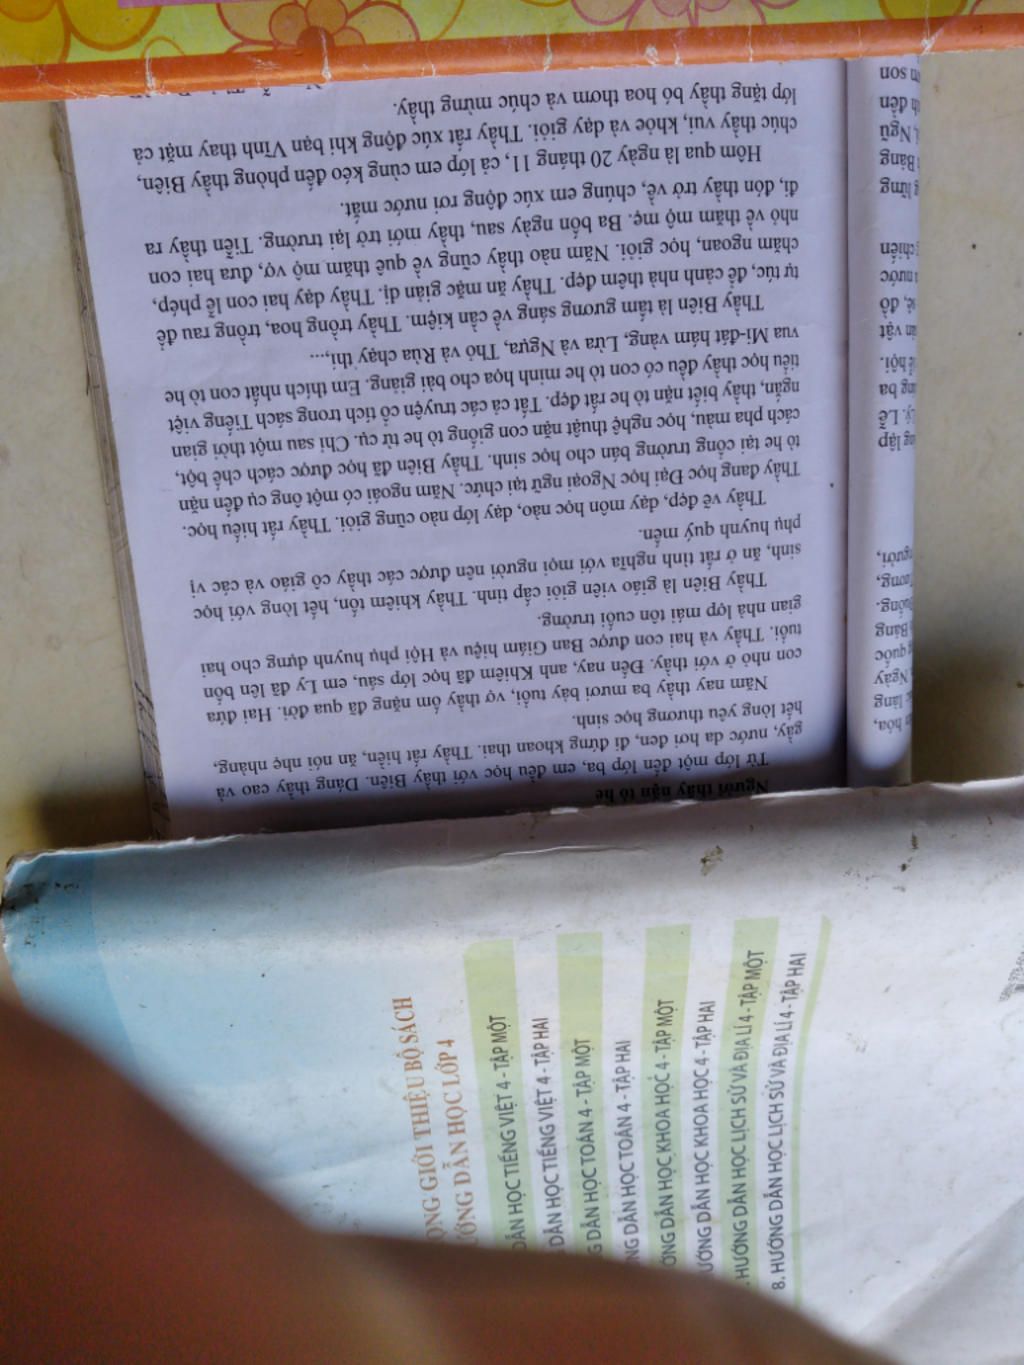 Người thầy nặn tò he
Từ lớp một đến lớp ba, em đều học với thầy Biên. Dáng thầy cao và
gầy, nước da hơi đen, đi đứng khoan thai. Thầy rất hiền, ăn nói nhẹ nhàng,
hết lòng yêu thương học sinh.
Năm nay thầy ba mươi bảy tuổi, vợ thầy ốm nặng đã qua đời. Hai đứa
con nhỏ ở với thầy. Đến nay, anh Khiêm đã học lớp sáu, em Ly đã lên bốn
tuổi. Thầy và hai con được Ban Giám hiệu và Hội phụ huynh dựng cho hai
gian nhà lợp mái tôn cuối trường.
Thầy Biên là giáo viên giỏi cấp tỉnh. Thầy khiêm tốn, hết lòng với học
sinh, ăn ở rất tình nghĩa với mọi người nên được các thầy cô giáo và các vị
phụ huynh quý mến.
Thầy vẽ đẹp, dạy môn học nào, dạy lớp nào cũng giỏi. Thầy rất hiếu học.
Thầy đang học Đại học Ngoại ngữ tại chức. Năm ngoái có một ông cụ đến nặn
tò he tại cổng trường bán cho học sinh. Thầy Biên đã học được cách chế bột,
cách pha màu, học nghệ thuật nặn con giống tò he từ cụ. Chỉ sau một thời gian
ngắn, thầy biết nặn tò he rất đẹp. Tất cả các truyện cổ tích trong sách Tiếng việt
tiểu học thầy đều có con tò he minh họa cho bài giảng. Em thích nhất con tò he
vua Mi-đát hám vàng, Lừa và Ngựa, Thỏ và Rùa chạy thi,...
Thầy Biên là tấm gương sáng về cần kiệm. Thầy trồng hoa, trồng rau để
tự túc, để cảnh nhà thêm đẹp. Thầy ăn mặc giản dị. Thầy dạy hai con lễ phép,
chăm ngoan, học giỏi. Năm nào thầy cũng về quê thăm mộ vợ, đưa hai con
nhỏ về thăm mộ mẹ. Ba bốn ngày sau, thầy mới trở lại trường. Tiễn thầy ra
đi, đón thầy trở về, chúng em xúc động rơi nước mắt.
Hôm qua là ngày 20 tháng 11, cả lớp em cùng kéo đến phòng thầy Biên,
chúc thầy vui, khỏe và dạy giỏi. Thầy rất xúc động khi bạn Vĩnh thay mặt cả
lớp tặng thầy bó hoa thơm và chúc mừng thầy.
hóa,
làng
Ngày
quốc
Bảng
Tương,
người,
lập
Lý. Lễ
ba
hội.
vật
đỏ
nước
chiến
lừng
Bảng
Ngũ
đến
son
GIỚI THIỆU BỘ SÁCH
DẪN HỌC LỚP 4
DẪN HỌC TIẾNG VIỆT 4 - TẬP MỘT
DẪN HỌC TIẾNG VIỆT 4 - TẬP HAI
DẪN HỌC TOÁN 4 - TẬP MỘT
DẪN HỌC TOÁN 4 - TẬP HAI
DẪN HỌC KHOA HỌC 4 - TẬP MỘT
DẪN HỌC KHOA HỌC 4 - TẬP HAI
HƯỚNG DẪN HỌC LỊCH SỬ VÀ ĐỊA LÍ 4 - TẬP MỘT
8. HƯỚNG DẪN HỌC LỊCH SỬ VÀ ĐỊA LÍ 4 - TẬP HAI